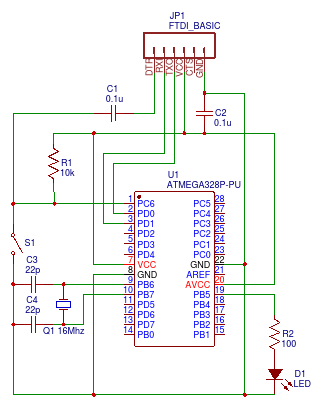 JP1
FTDI_BASIC
DTR
RXI
TXO
VCC
CTS
GND
C1
0.1u
C2
0.1u
R1
10k
U1
ATMEGA328P-PU
1 PC6 PC5 28
2 PD0 PC4 27
3 PD1 PC3 26
4 PD2 PC2 25
5 PD3 PC1 24
6 PD4 PC0 23
7 VCC GND 22
8 GND AREF 21
9 PB6 AVCC 20
10 PB7 PB5 19
11 PD5 PB4 18
12 PD6 PB3 17
13 PD7 PB2 16
14 PB0 PB1 15
S1
C3
22p
C4
22p
Q1 16Mhz
R2
100
D1
LED